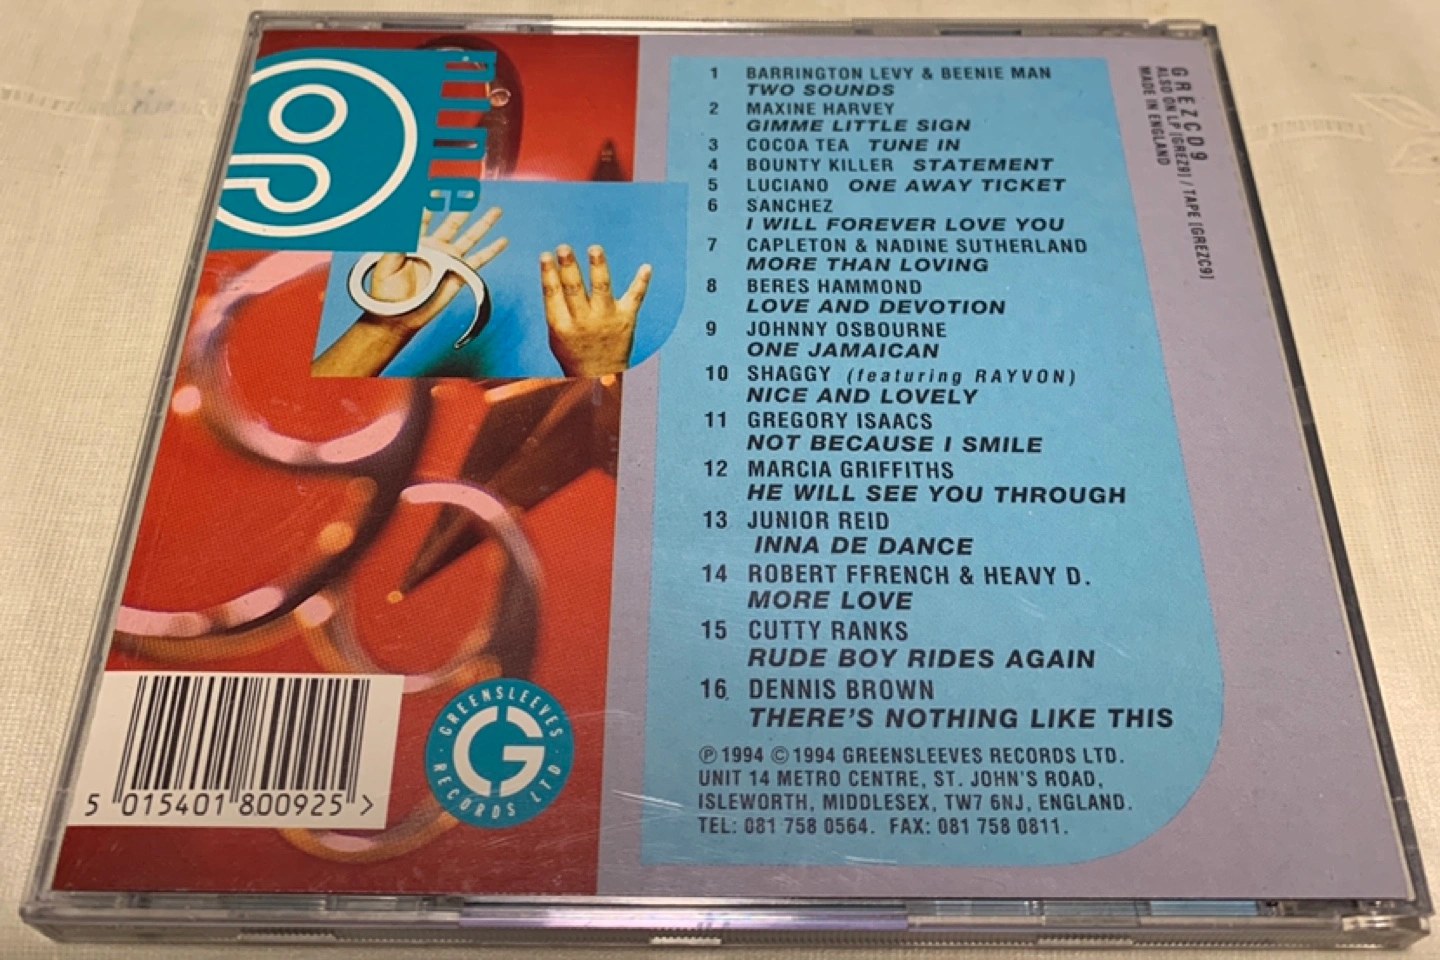 9
nine
1 BARRINGTON LEVY & BEENIE MAN
TWO SOUNDS
2 MAXINE HARVEY
GIMME LITTLE SIGN
3 COCOA TEA TUNE IN
4 BOUNTY KILLER STATEMENT
5 LUCIANO ONE AWAY TICKET
6 SANCHEZ
I WILL FOREVER LOVE YOU
7 CAPLETON & NADINE SUTHERLAND
MORE THAN LOVING
8 BERES HAMMOND
LOVE AND DEVOTION
9 JOHNNY OSBOURNE
ONE JAMAICAN
10 SHAGGY (featuring RAYVON)
NICE AND LOVELY
11 GREGORY ISAACS
NOT BECAUSE I SMILE
12 MARCIA GRIFFITHS
HE WILL SEE YOU THROUGH
13 JUNIOR REID
INNA DE DANCE
14 ROBERT FFRENCH & HEAVY D.
MORE LOVE
15 CUTTY RANKS
RUDE BOY RIDES AGAIN
16 DENNIS BROWN
THERE'S NOTHING LIKE THIS
℗ 1994 © 1994 GREENSLEEVES RECORDS LTD.
UNIT 14 METRO CENTRE, ST. JOHN'S ROAD,
ISLEWORTH, MIDDLESEX, TW7 6NJ, ENGLAND.
TEL: 081 758 0564. FAX: 081 758 0811.
GREZCD9
ALSO ON LP [GREZ9] / TAPE [GREZC9]
MADE IN ENGLAND
5 015401 800925 >
GREENSLEEVES
G
RECORDS LTD